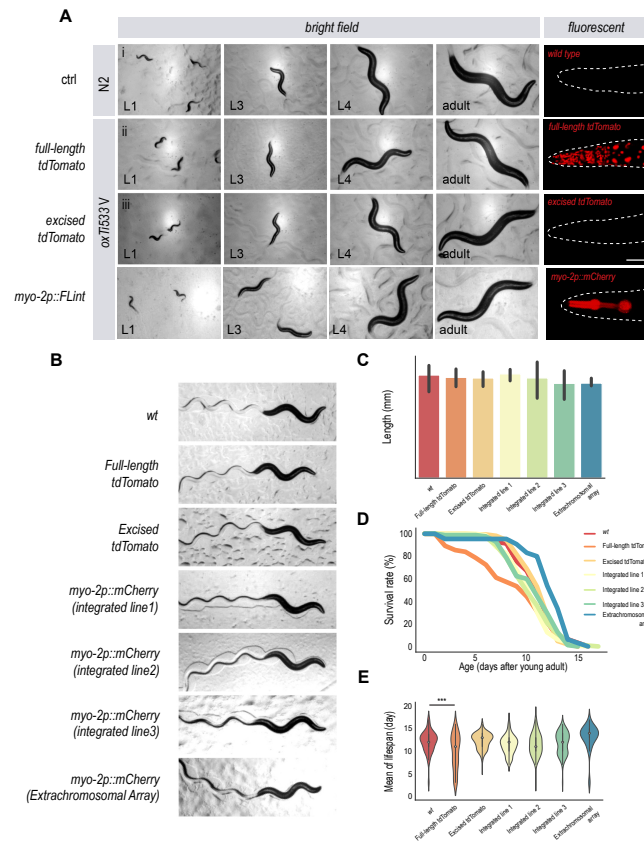 A
bright field
fluorescent
ctrl
N2
i
L1
L3
L4
adult
wild type
full-length
tdTomato
oxTi533 V
ii
L1
L3
L4
adult
full-length tdTomato
excised
tdTomato
iii
L1
L3
L4
adult
excised tdTomato
myo-2p::FLint
L1
L3
L4
adult
myo-2p::mCherry
B
wt
Full-length
tdTomato
Excised
tdTomato
myo-2p::mCherry
(integrated line1)
myo-2p::mCherry
(integrated line2)
myo-2p::mCherry
(integrated line3)
myo-2p::mCherry
(Extrachromosomal Array)
C
Length (mm)
wt
Full-length tdTomato
Excised tdTomato
Integrated line 1
Integrated line 2
Integrated line 3
Extrachromosomal
array
D
Survival rate (%)
100
80
60
40
20
0
0
5
10
15
Age (days after young adult)
wt
Full-length tdTom
Excised tdTomat
Integrated line 1
Integrated line 2
Integrated line 3
Extrachromosom
arr
E
Mean of lifespan (day)
20
15
10
5
0
***
wt
Full-length tdTomato
Excised tdTomato
Integrated line 1
Integrated line 2
Integrated line 3
Extrachromosomal
array